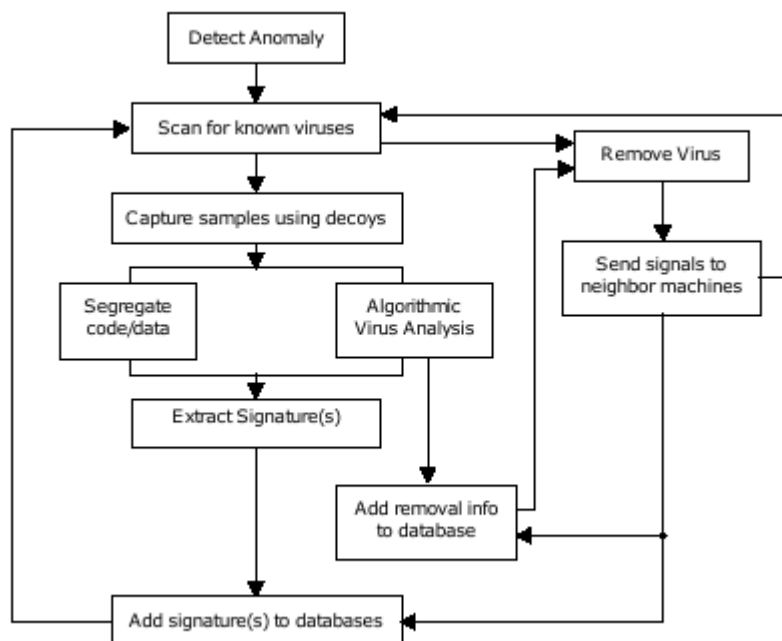 Detect Anomaly
Scan for known viruses
Remove Virus
Capture samples using decoys
Send signals to
neighbor machines
Segregate
code/data
Algorithmic
Virus Analysis
Extract Signature(s)
Add removal info
to database
Add signature(s) to databases